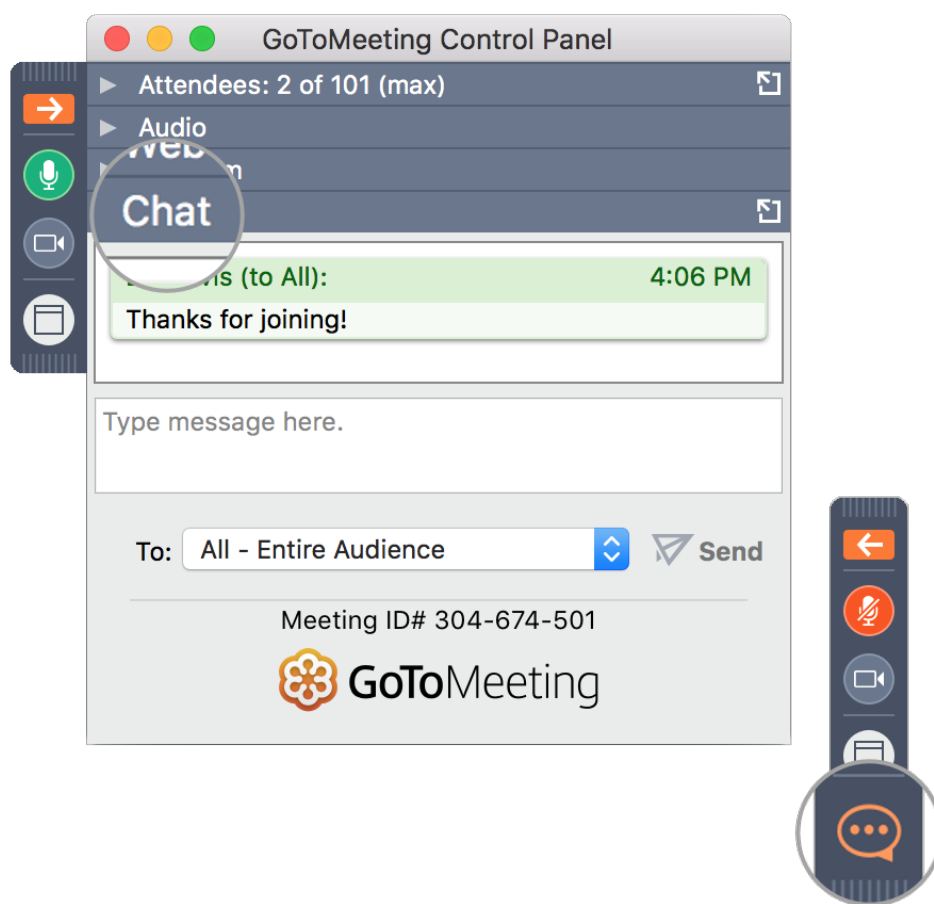 GoToMeeting Control Panel
Attendees: 2 of 101 (max)
Audio
Web
Chat
(to All): 4:06 PM
Thanks for joining!
Type message here.
To: All - Entire Audience Send
Meeting ID# 304-674-501
GoToMeeting